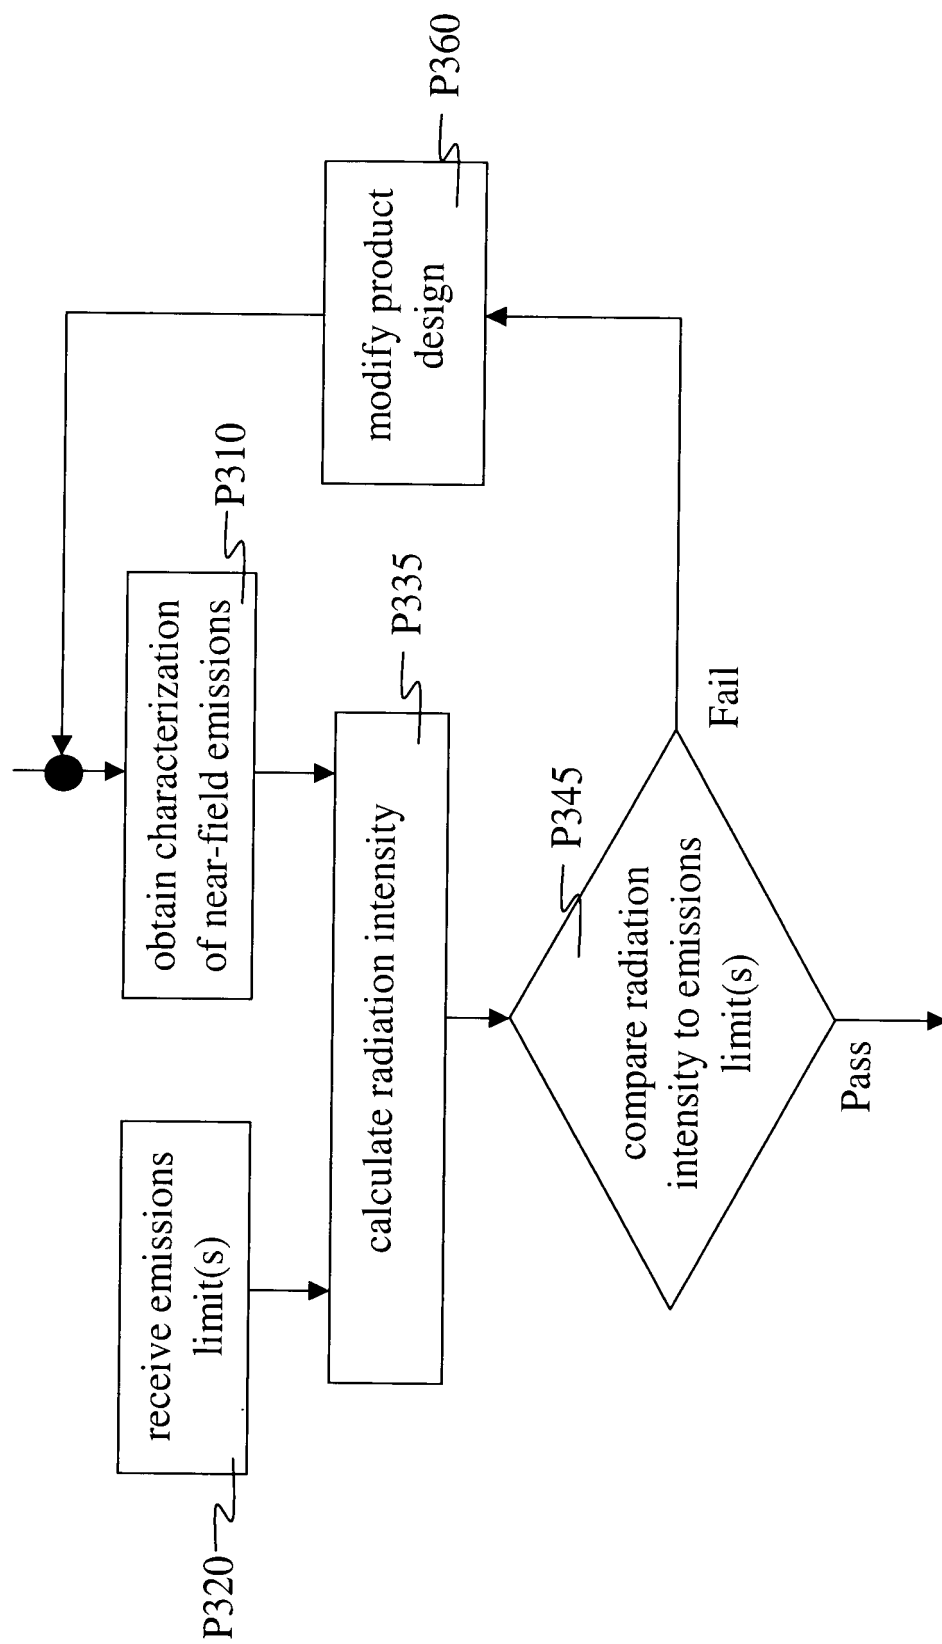 receive emissions
limit(s)
P320
obtain characterization
of near-field emissions
P310
calculate radiation intensity
P335
compare radiation
intensity to emissions
limit(s)
P345
Pass
Fail
modify product
design
P360